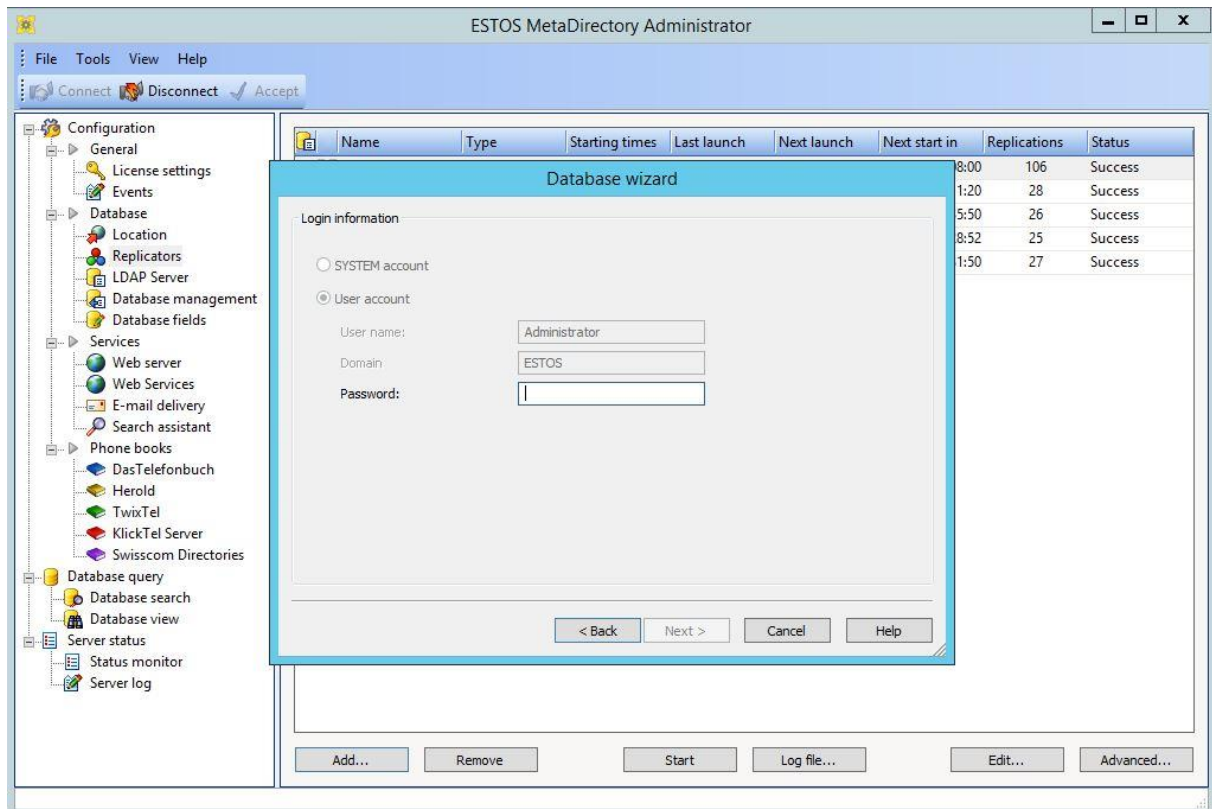 ESTOS MetaDirectory Administrator
File Tools View Help
Connect Disconnect Accept
Configuration
General
License settings
Events
Database
Location
Replicators
LDAP Server
Database management
Database fields
Services
Web server
Web Services
E-mail delivery
Search assistant
Phone books
DasTelefonbuch
Herold
TwixTel
KlickTel Server
Swisscom Directories
Database query
Database search
Database view
Server status
Status monitor
Server log
Name Type Starting times Last launch Next launch Next start in Replications Status
8:00 106 Success
1:20 28 Success
5:50 26 Success
8:52 25 Success
1:50 27 Success
Database wizard
Login information
SYSTEM account
User account
User name: Administrator
Domain ESTOS
Password:
< Back Next > Cancel Help
Add... Remove Start Log file... Edit... Advanced...